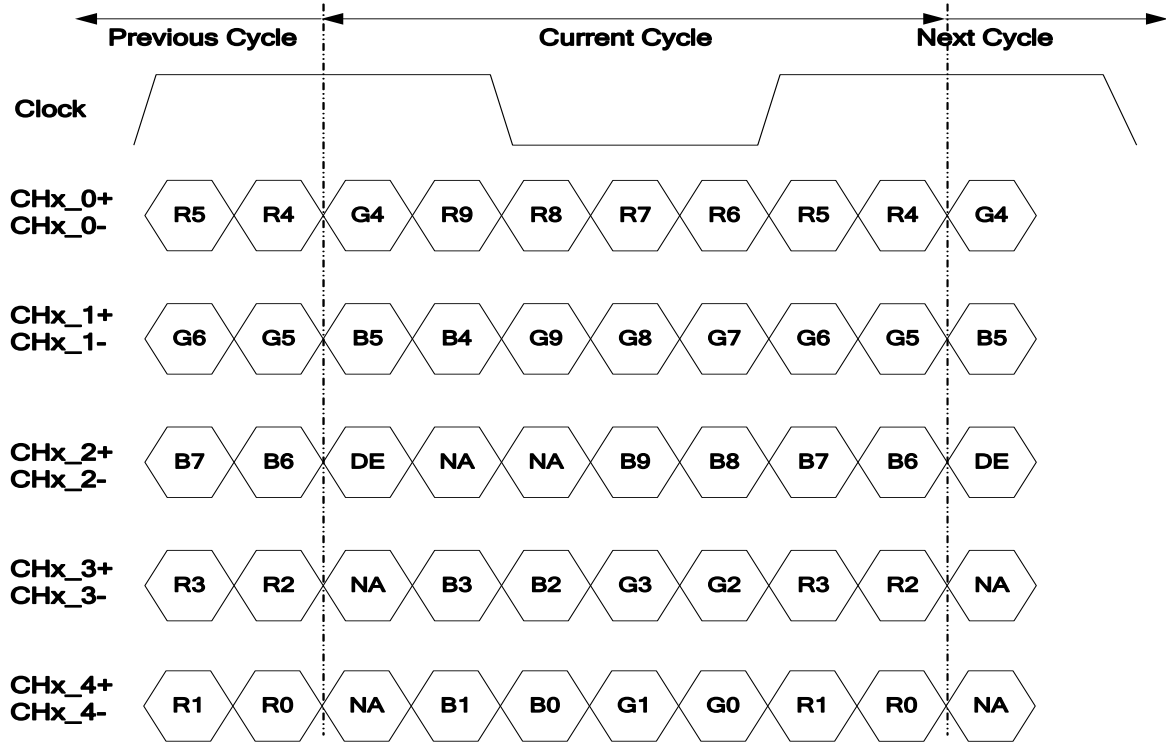 Previous Cycle Current Cycle Next Cycle
Clock
CHx_0+
CHx_0-
R5 R4 G4 R9 R8 R7 R6 R5 R4 G4
CHx_1+
CHx_1-
G6 G5 B5 B4 G9 G8 G7 G6 G5 B5
CHx_2+
CHx_2-
B7 B6 DE NA NA B9 B8 B7 B6 DE
CHx_3+
CHx_3-
R3 R2 NA B3 B2 G3 G2 R3 R2 NA
CHx_4+
CHx_4-
R1 R0 NA B1 B0 G1 G0 R1 R0 NA